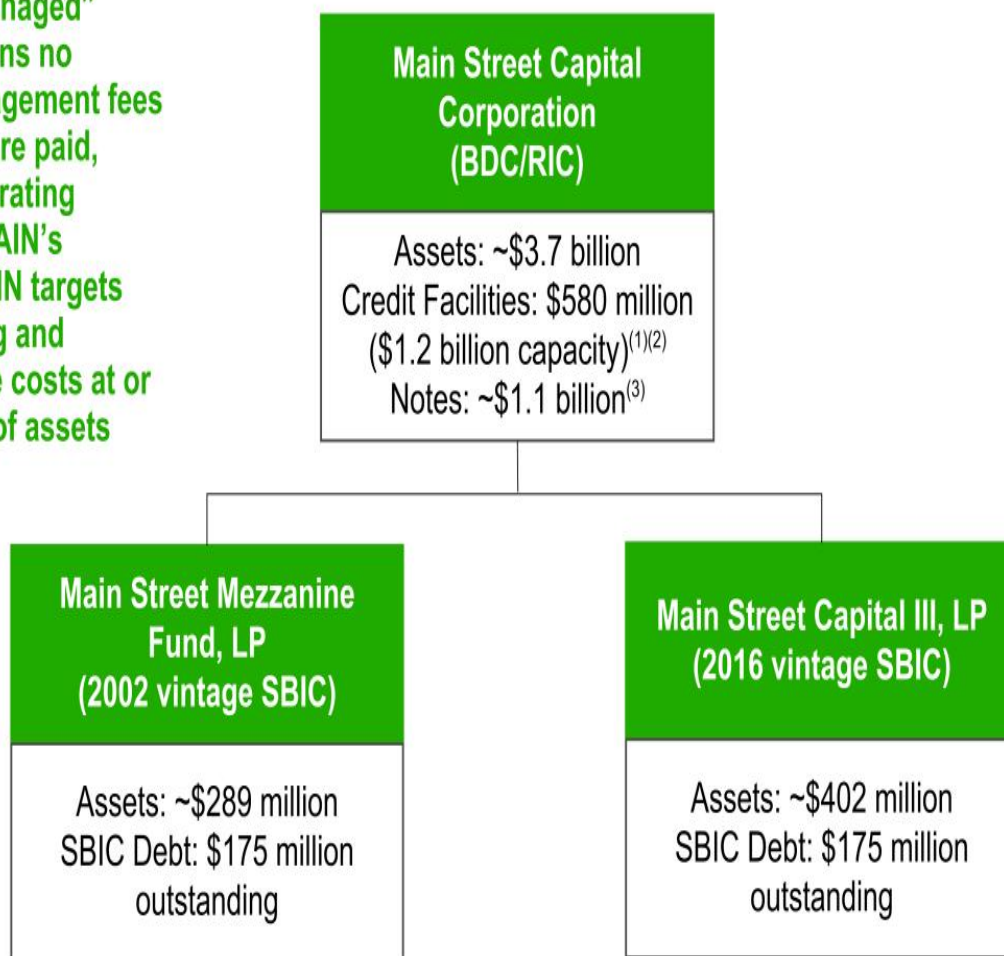 naged”
ns no
gement fees
re paid,
rating
AIN’s
IN targets
g and
e costs at or
of assets
Main Street Capital
Corporation
(BDC/RIC)
Assets: ~$3.7 billion
Credit Facilities: $580 million
($1.2 billion capacity)(1)(2)
Notes: ~$1.1 billion(3)
Main Street Mezzanine
Fund, LP
(2002 vintage SBIC)
Assets: ~$289 million
SBIC Debt: $175 million
outstanding
Main Street Capital III, LP
(2016 vintage SBIC)
Assets: ~$402 million
SBIC Debt: $175 million
outstanding